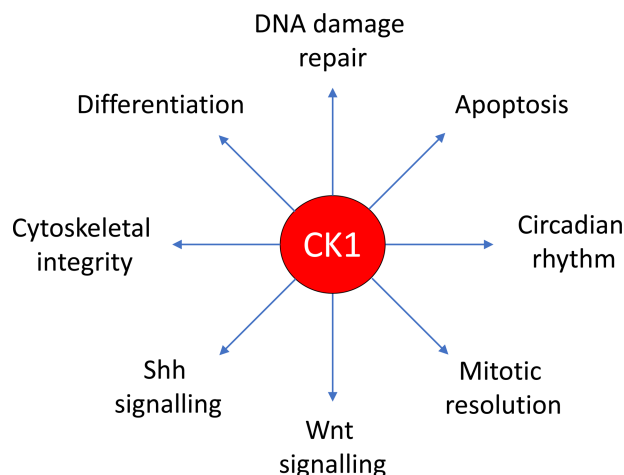 DNA damage
repair
Differentiation
Apoptosis
Cytoskeletal
integrity
CK1
Circadian
rhythm
Shh
signalling
Mitotic
resolution
Wnt
signalling